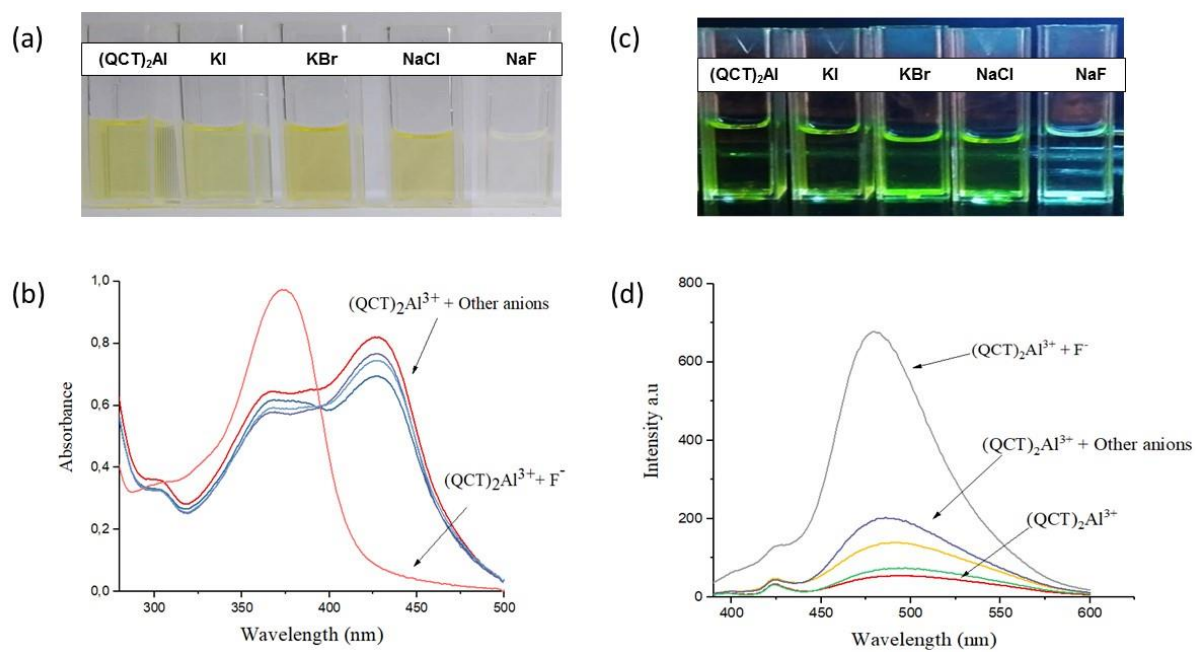 (a)
(QCT)₂Al KI KBr NaCl NaF
(c)
(QCT)₂Al KI KBr NaCl NaF
(b)
1,0
0,8
0,6
0,4
0,2
0,0
Absorbance
(QCT)₂Al³⁺ + Other anions
(QCT)₂Al³⁺ + F⁻
300 350 400 450 500
Wavelength (nm)
(d)
800
600
400
200
0
Intensity a.u
(QCT)₂Al³⁺ + F⁻
(QCT)₂Al³⁺ + Other anions
(QCT)₂Al³⁺
400 450 500 550 600
Wavelength (nm)